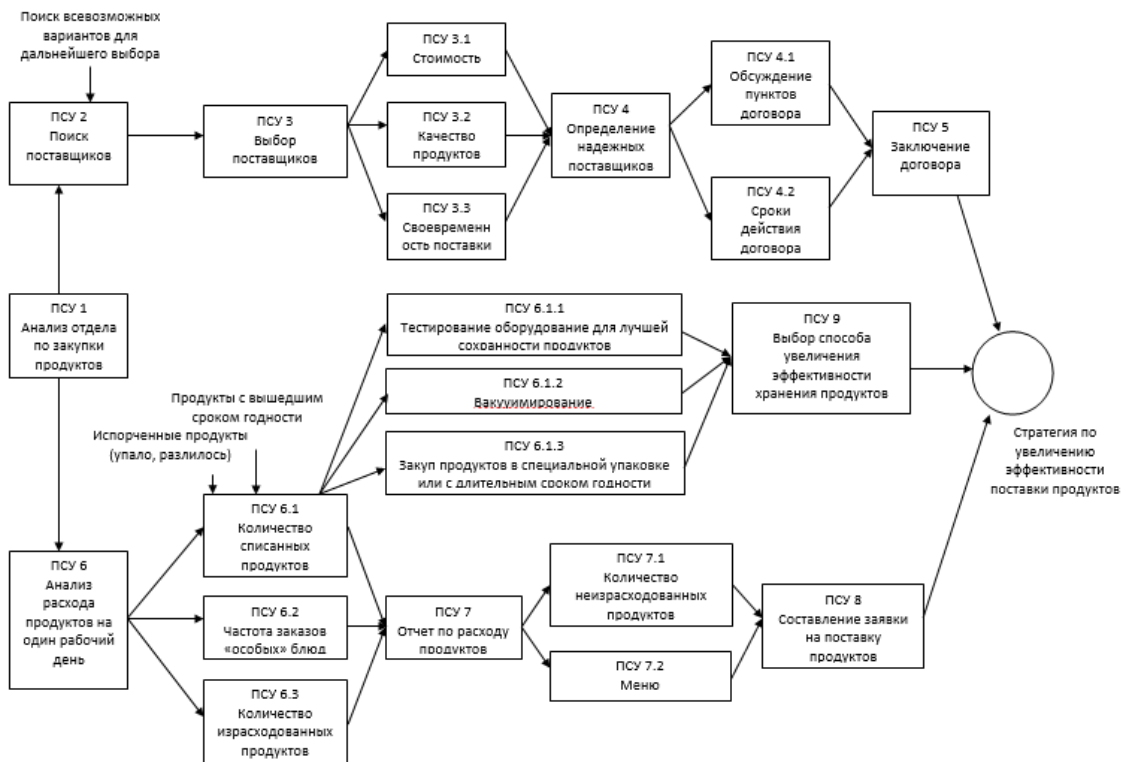 Поиск всевозможных
вариантов для
дальнейшего выбора
ПСУ 2
Поиск
поставщиков
ПСУ 3
Выбор
поставщиков
ПСУ 3.1
Стоимость
ПСУ 3.2
Качество
продуктов
ПСУ 3.3
Своевременн
ость поставки
ПСУ 4
Определение
надежных
поставщиков
ПСУ 4.1
Обсуждение
пунктов
договора
ПСУ 4.2
Сроки
действия
договора
ПСУ 5
Заключение
договора
ПСУ 1
Анализ отдела
по закупки
продуктов
Продукты с вышедшим
сроком годности
Испорченные продукты
(упало, разлилось)
ПСУ 6.1.1
Тестирование оборудование для лучшей
сохранности продуктов
ПСУ 6.1.2
Вакууимирование
ПСУ 6.1.3
Закуп продуктов в специальной упаковке
или с длительным сроком годности
ПСУ 9
Выбор способа
увеличения
эффективности
хранения продуктов
Стратегия по
увеличению
эффективности
поставки продуктов
ПСУ 6
Анализ
расхода
продуктов на
один рабочий
день
ПСУ 6.1
Количество
списанных
продуктов
ПСУ 6.2
Частота заказов
«особых» блюд
ПСУ 6.3
Количество
израсходованных
продуктов
ПСУ 7
Отчет по расходу
продуктов
ПСУ 7.1
Количество
неизрасходованных
продуктов
ПСУ 7.2
Меню
ПСУ 8
Составление заявки
на поставку
продуктов